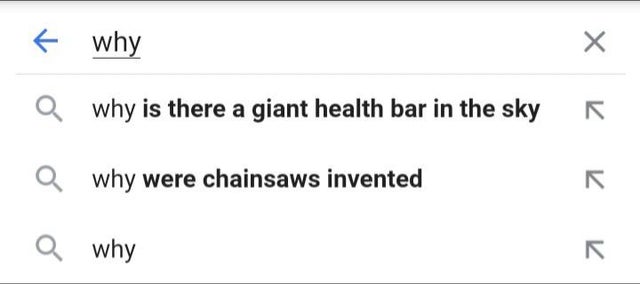 why
why is there a giant health bar in the sky
why were chainsaws invented
why